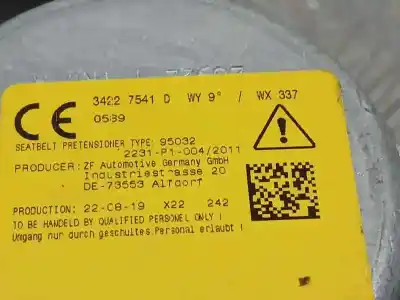 3422 7541 D WY 9° / WX 337
CE 0589
SEATBELT PRETENSIONER TYPE: 95032
2231-P1-004/2011
PRODUCER: ZF Automotive Germany GmbH
Industriestrasse 20
DE-73553 Alfdorf
PRODUCTION: 22-08-19 X22 242
TO BE HANDELD BY QUALIFIED PERSONEL ONLY !
Umgang nur durch geschultes Personal erlaubt !